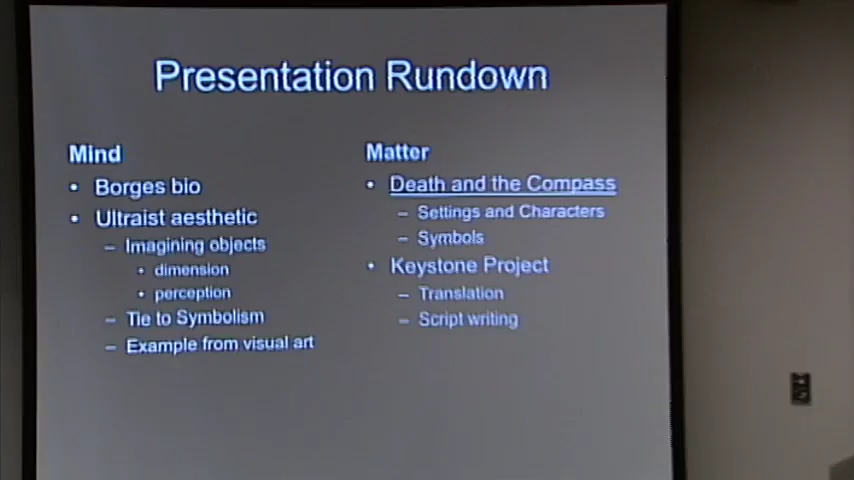 Presentation Rundown
Mind
• Borges bio
• Ultraist aesthetic
– Imagining objects
• dimension
• perception
– Tie to Symbolism
– Example from visual art
Matter
• Death and the Compass
– Settings and Characters
– Symbols
• Keystone Project
– Translation
– Script writing